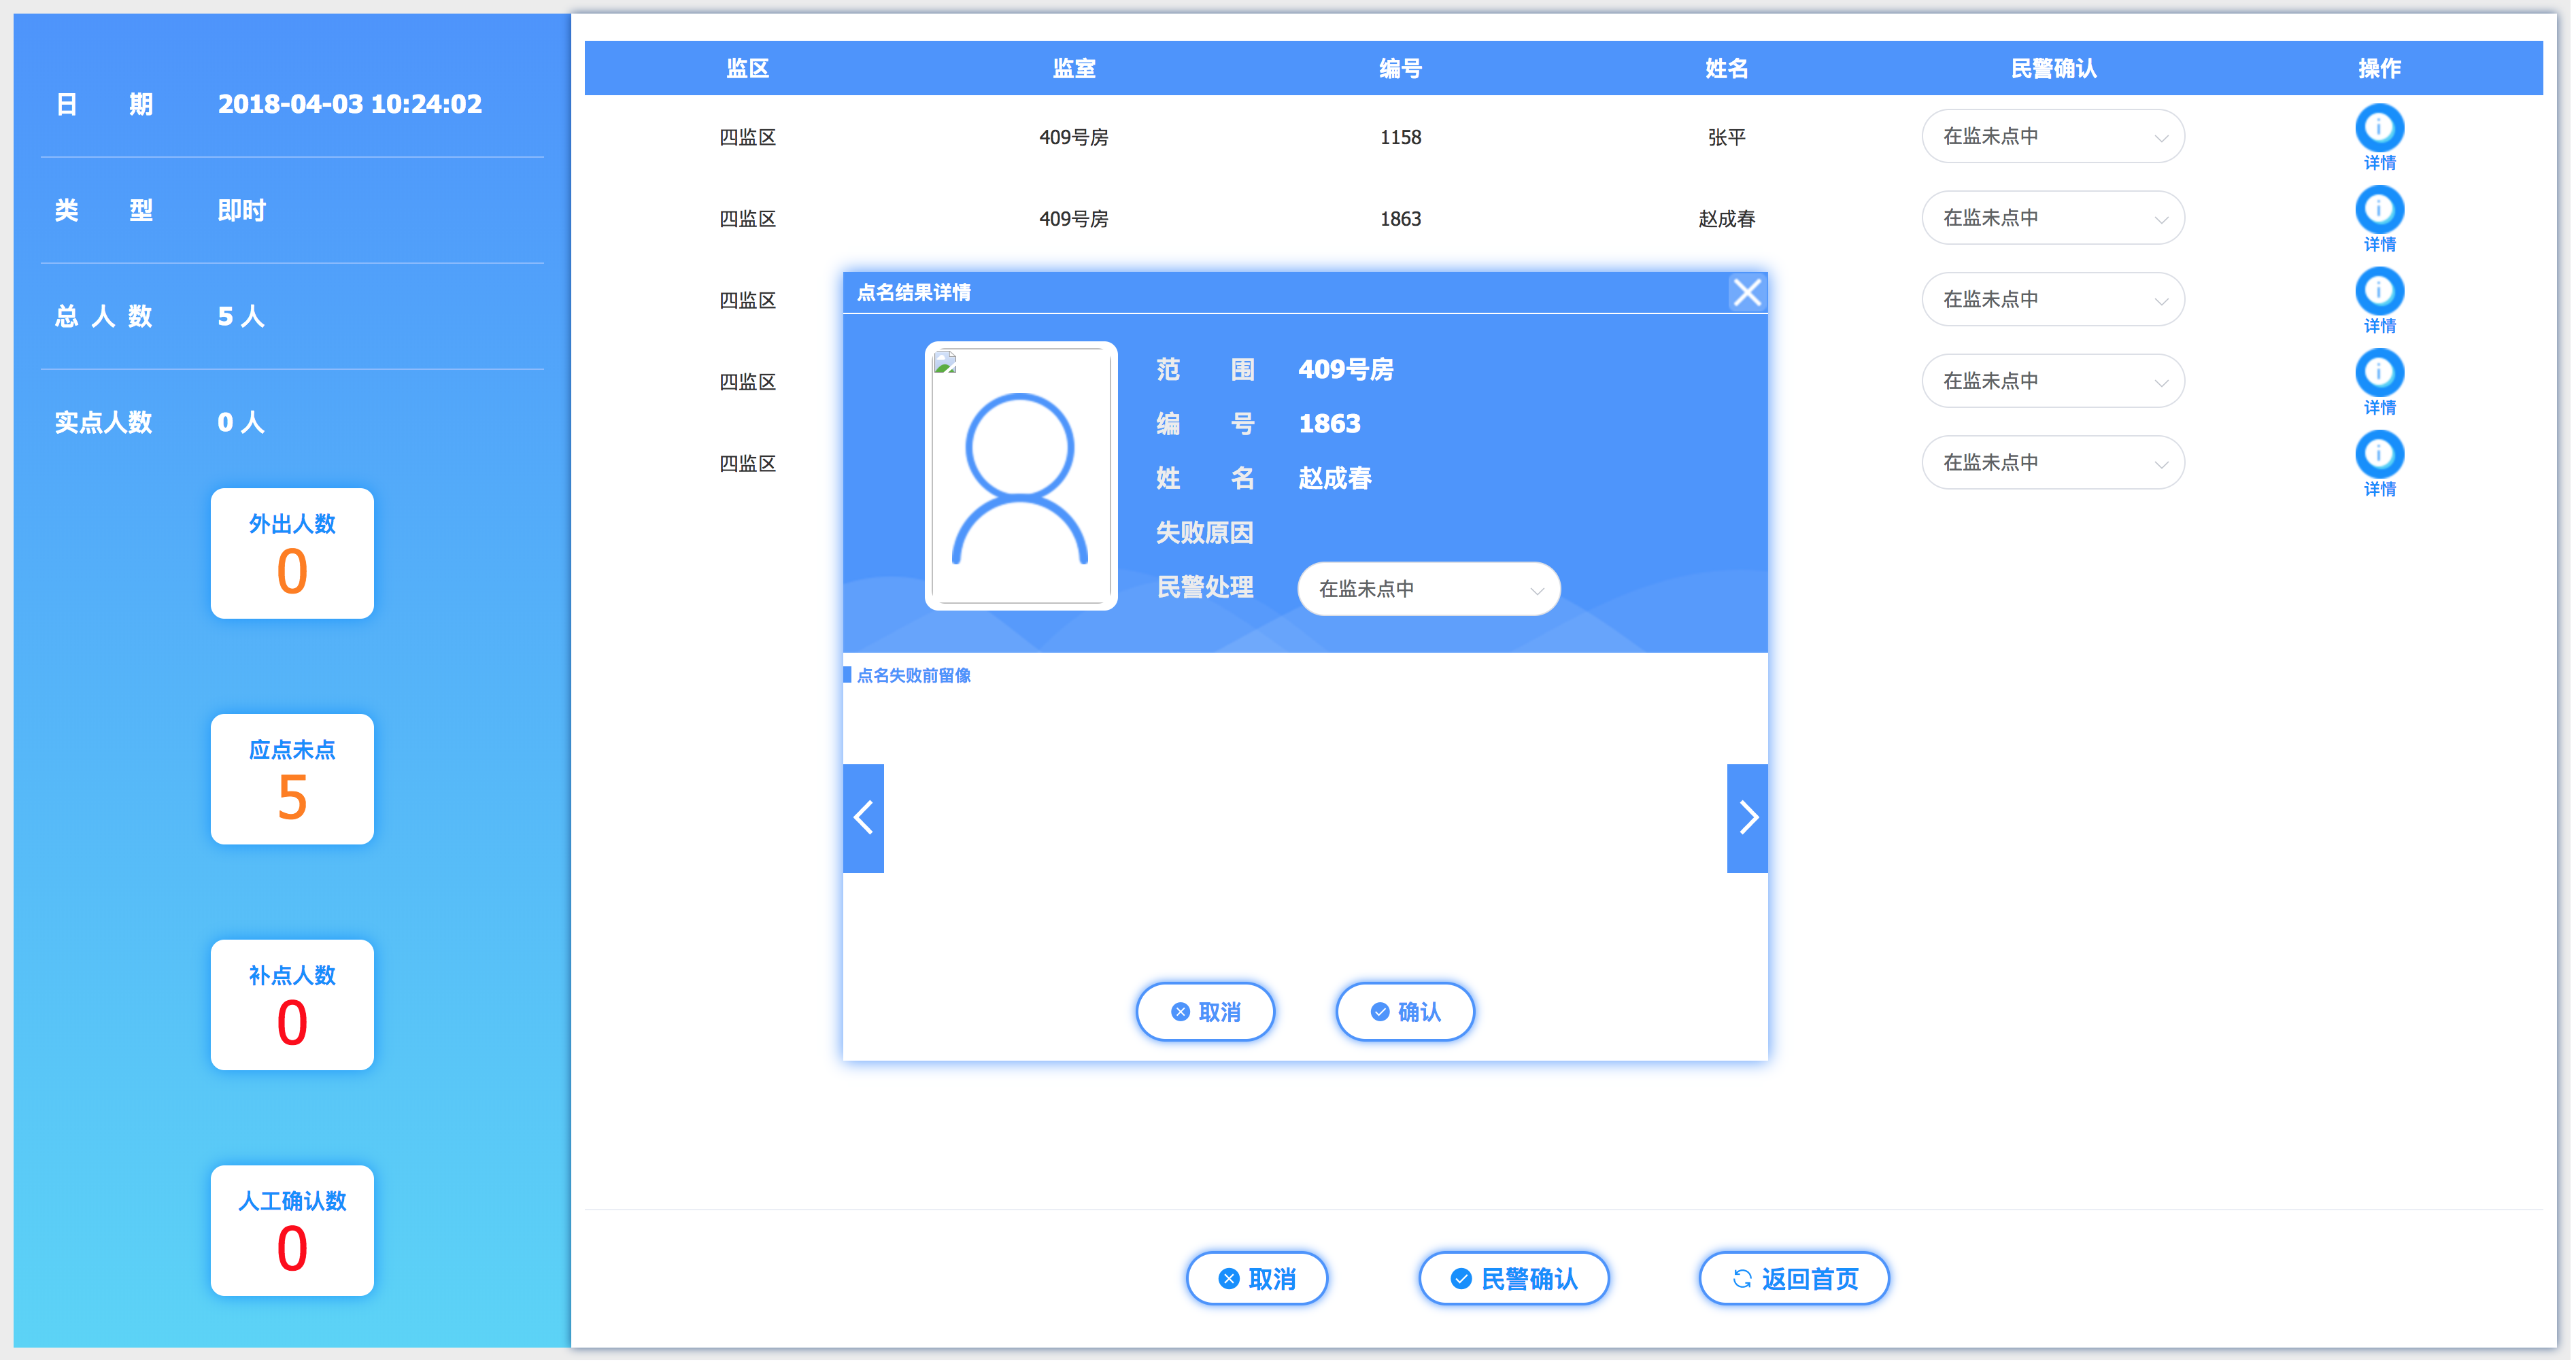 日 期 2018-04-03 10:24:02
类 型 即时
总 人 数 5 人
实点人数 0 人
外出人数
0
应点未点
5
补点人数
0
人工确认数
0
监区 监室 编号 姓名 民警确认 操作
四监区 409号房 1158 张平 在监未点中 详情
四监区 409号房 1863 赵成春 在监未点中 详情
四监区 在监未点中 详情
四监区 在监未点中 详情
四监区 在监未点中 详情
点名结果详情
范 围 409号房
编 号 1863
姓 名 赵成春
失败原因
民警处理 在监未点中
点名失败前留像
取消 确认
取消 民警确认 返回首页